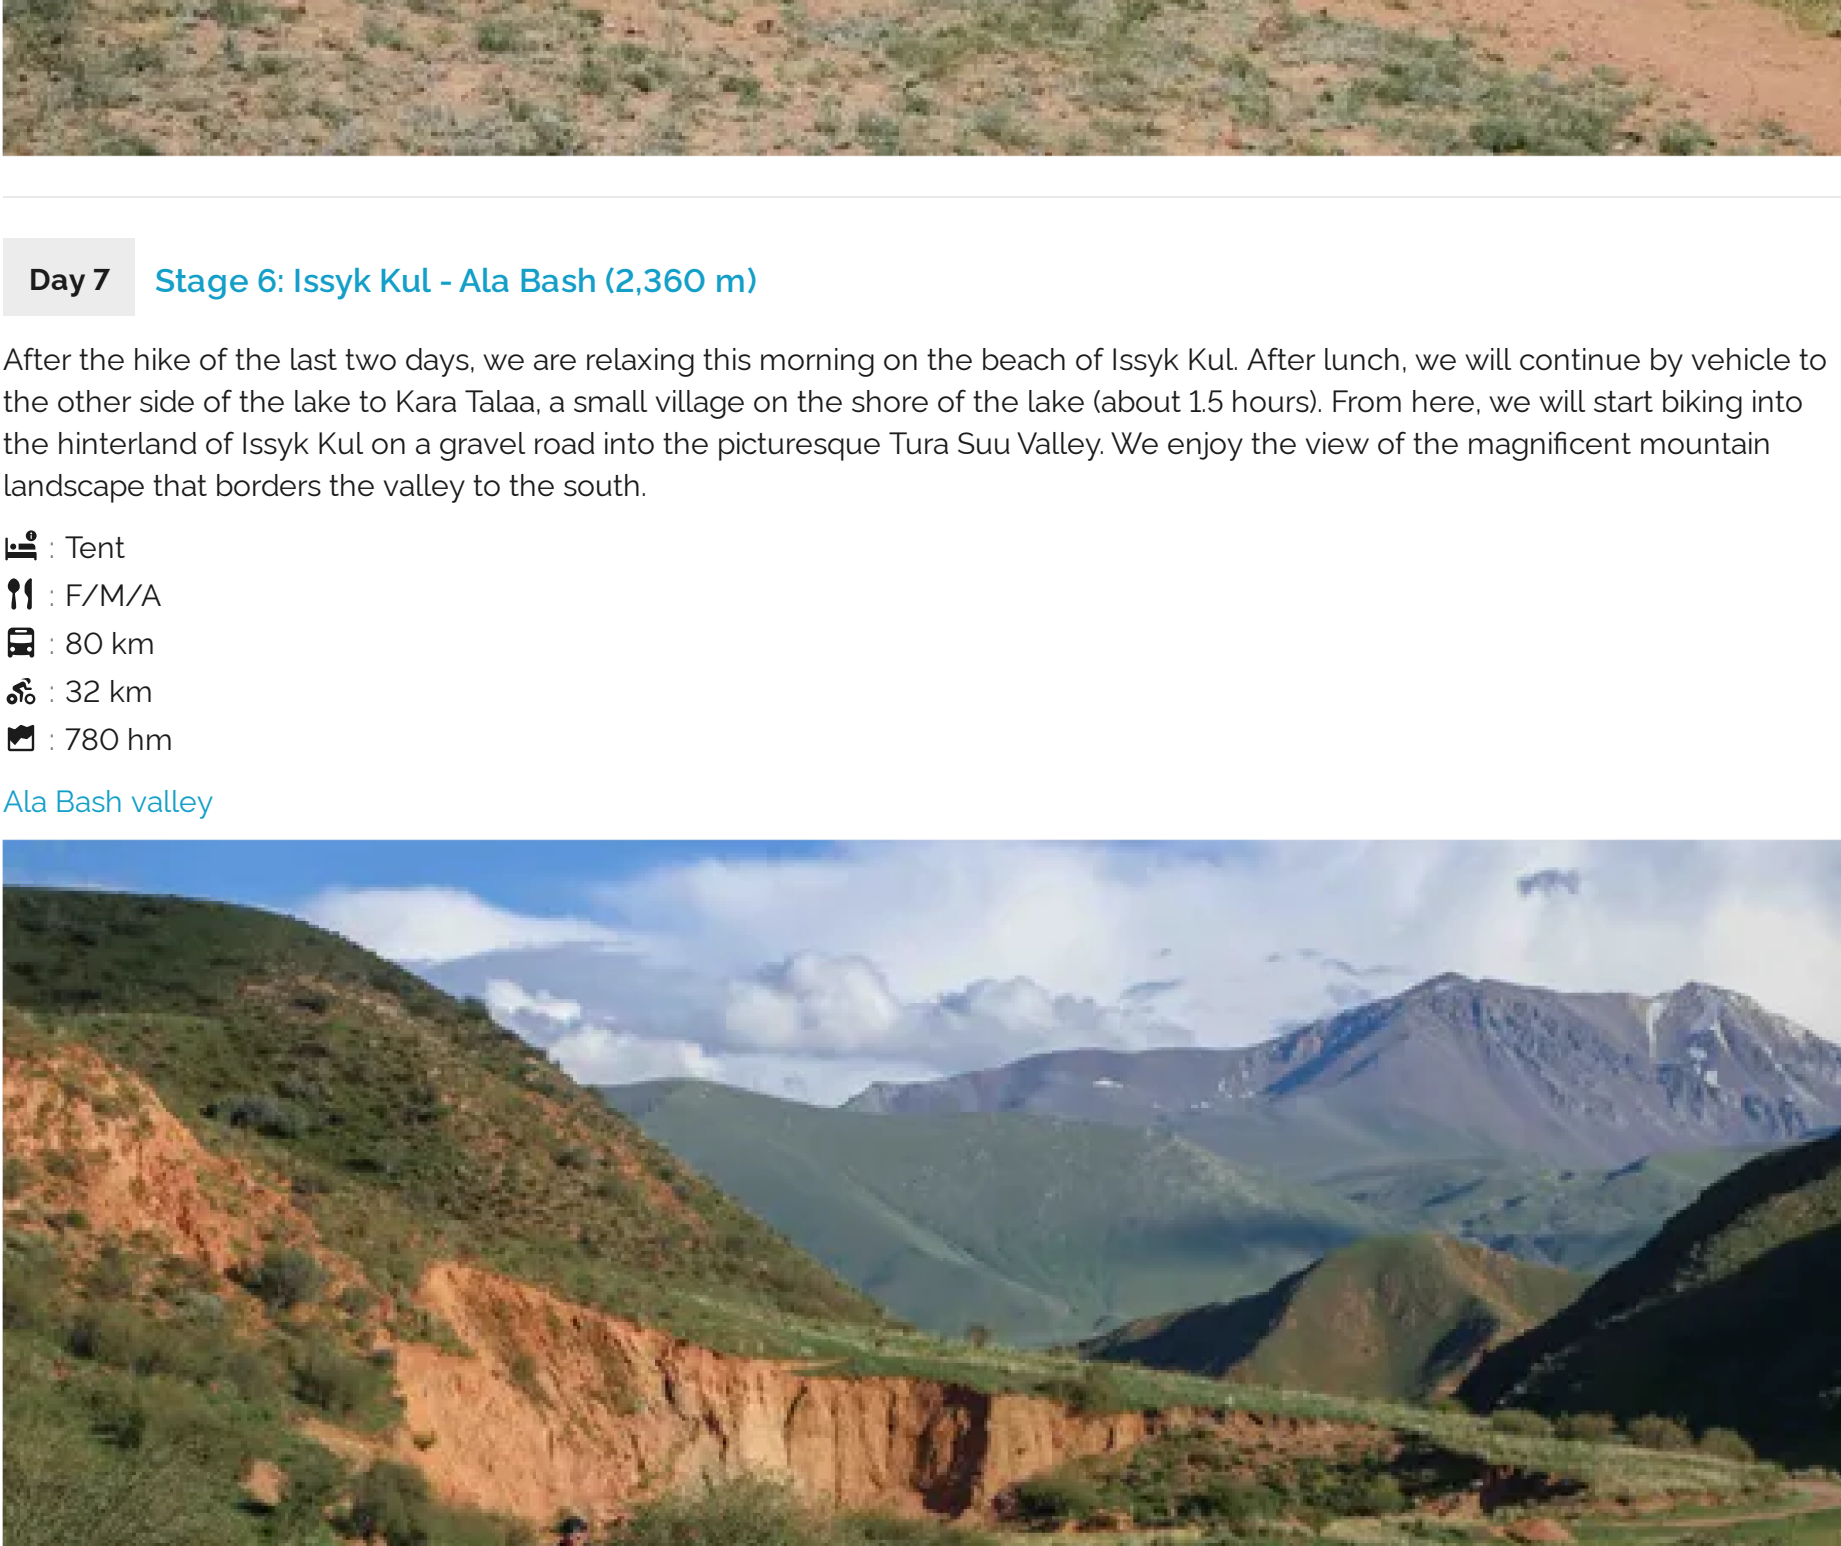 Day 7
Stage 6: Issyk Kul - Ala Bash (2,360 m)
After the hike of the last two days, we are relaxing this morning on the beach of Issyk Kul. After lunch, we will continue by vehicle to
the other side of the lake to Kara Talaa, a small village on the shore of the lake (about 1.5 hours). From here, we will start biking into
the hinterland of Issyk Kul on a gravel road into the picturesque Tura Suu Valley. We enjoy the view of the magnificent mountain
landscape that borders the valley to the south.
: Tent
: F/M/A
: 80 km
: 32 km
: 780 hm
Ala Bash valley